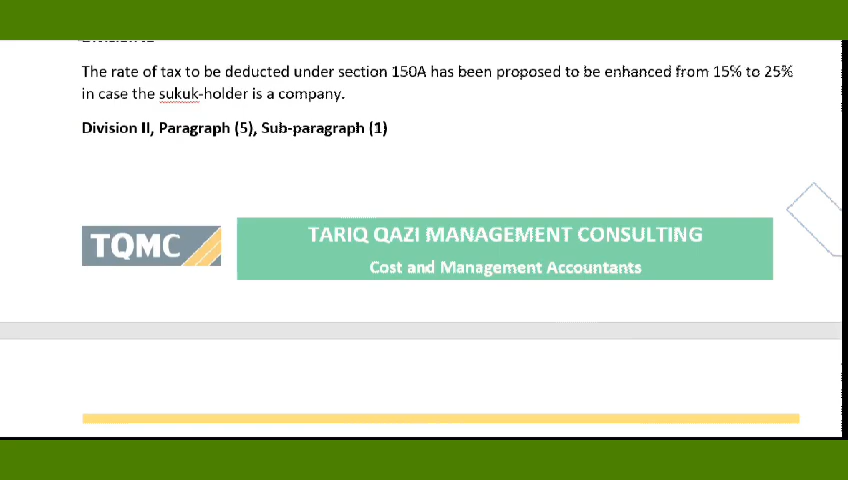 The rate of tax to be deducted under section 150A has been proposed to be enhanced from 15% to 25%
in case the sukuk-holder is a company.
Division II, Paragraph (5), Sub-paragraph (1)
TQMC
TARIQ QAZI MANAGEMENT CONSULTING
Cost and Management Accountants